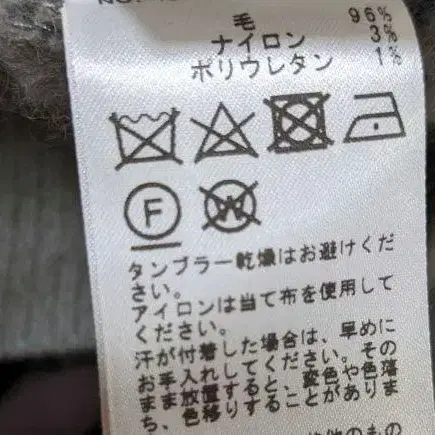 毛 96%
ナイロン 3%
ポリウレタン 1%
F
W
タンブラー乾燥はお避けくだ
さい。
アイロンは当て布を使用して
ください。
汗が付着した場合は、早めに
お手入れしてください。その
まま放置すると、変色や色落
ち、色移りすることがありま